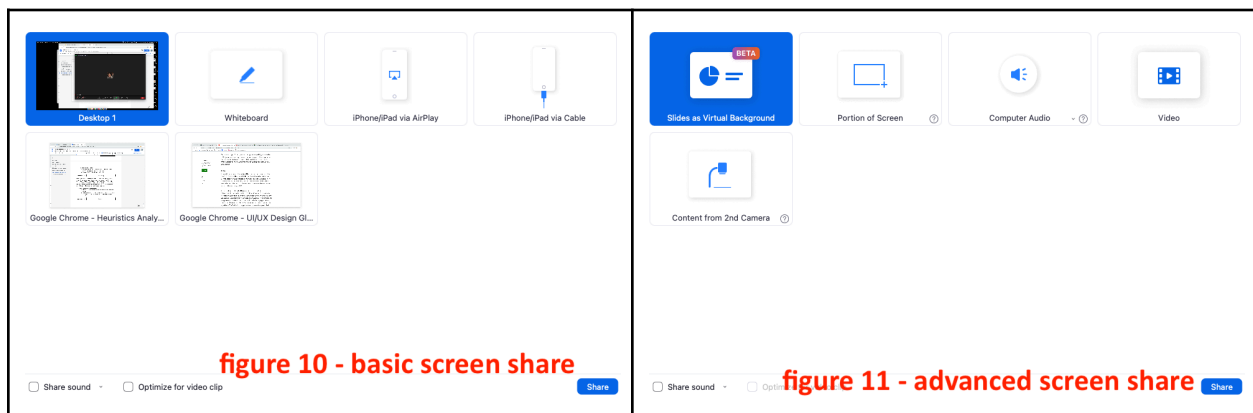 Desktop 1
Whiteboard
iPhone/iPad via AirPlay
iPhone/iPad via Cable
Google Chrome - Heuristics Analy...
Google Chrome - UI/UX Design Gl...
figure 10 - basic screen share
Share sound
Optimize for video clip
Share
BETA
Slides as Virtual Background
Portion of Screen
Computer Audio
Video
Content from 2nd Camera
figure 11 - advanced screen share
Share sound
Share